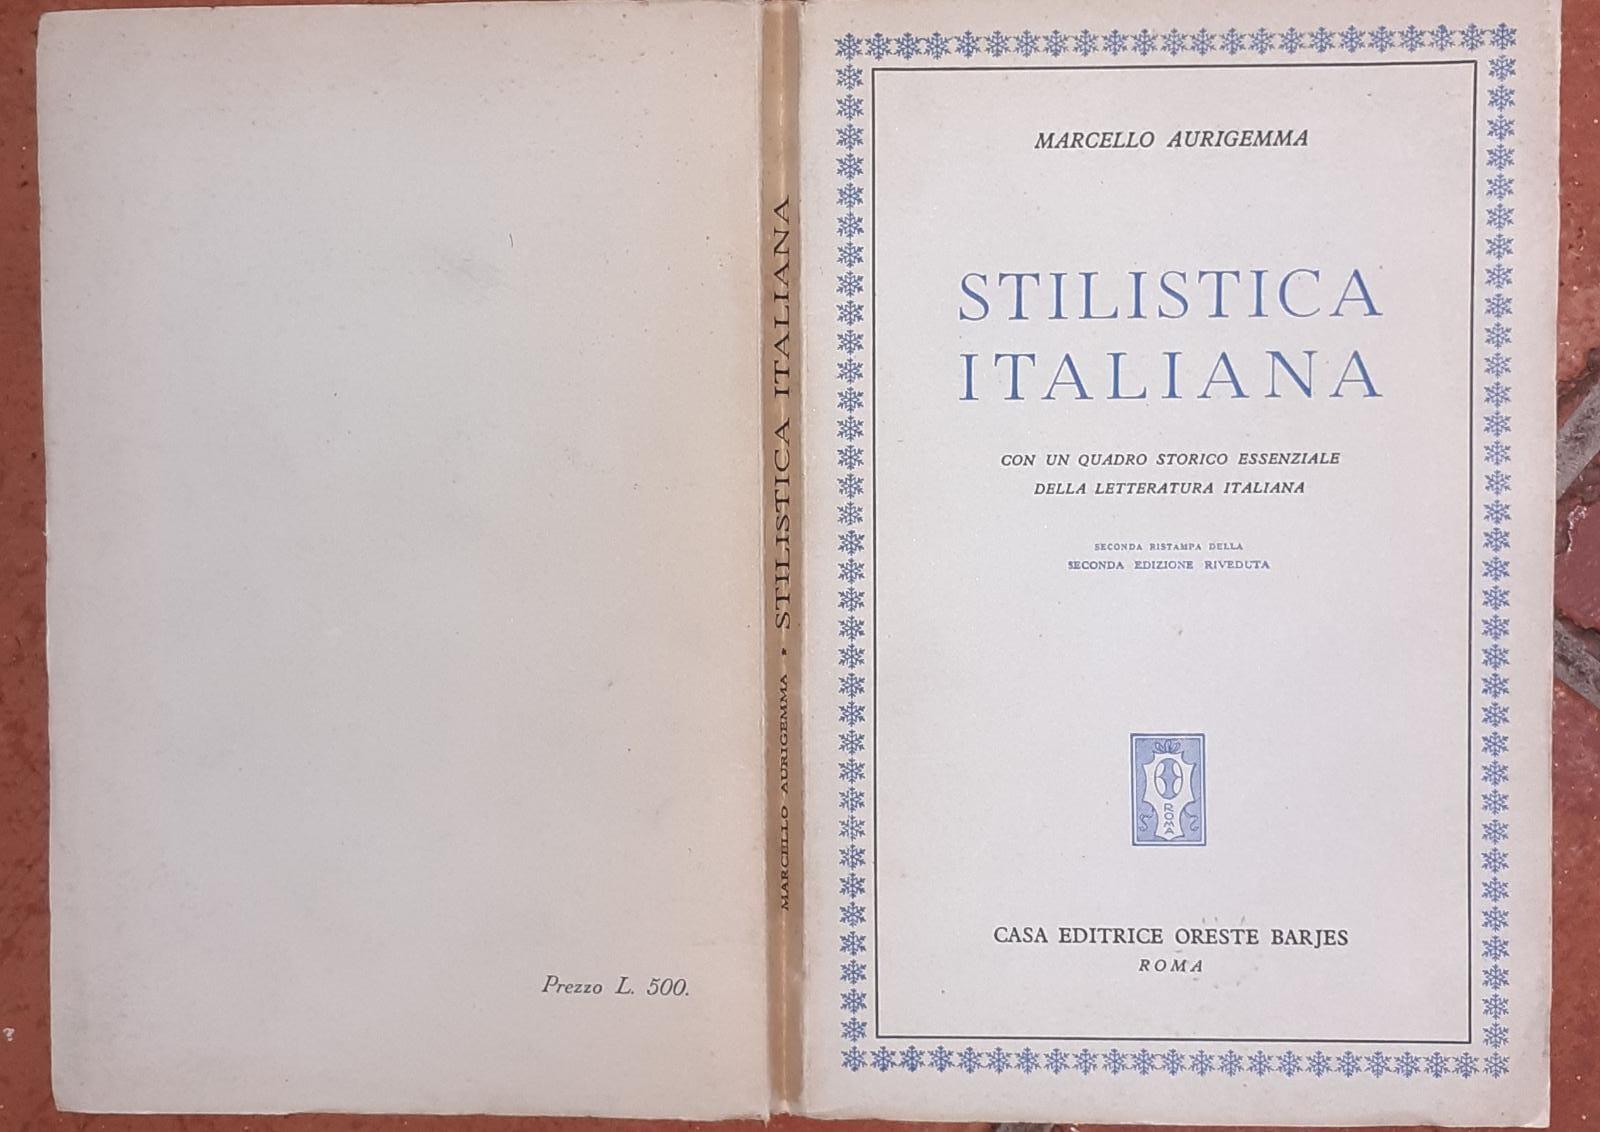 Prezzo L. 500.
MARCELLO AURIGEMMA * STILISTICA ITALIANA
MARCELLO AURIGEMMA
STILISTICA
ITALIANA
CON UN QUADRO STORICO ESSENZIALE
DELLA LETTERATURA ITALIANA
SECONDA RISTAMPA DELLA
SECONDA EDIZIONE RIVEDUTA
ROMA
CASA EDITRICE ORESTE BARJES
ROMA